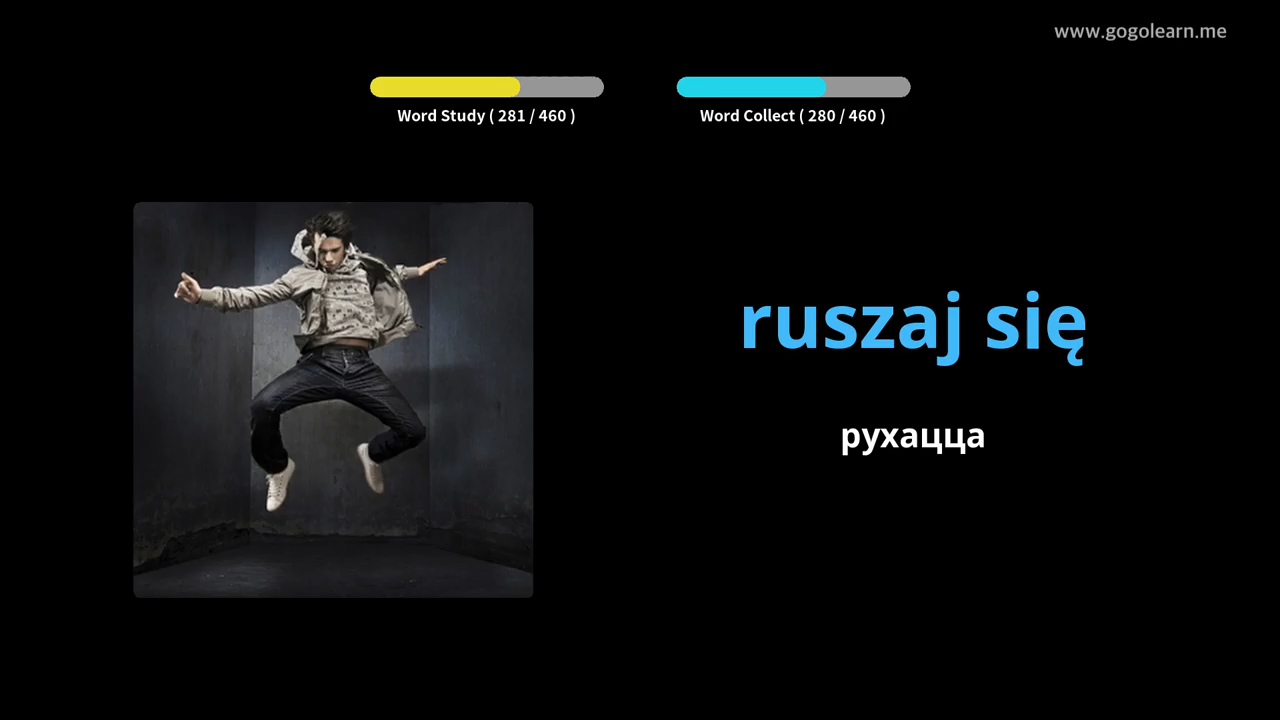 www.gogolearn.me
Word Study ( 281 / 460 )
Word Collect ( 280 / 460 )
ruszaj się
рухацца